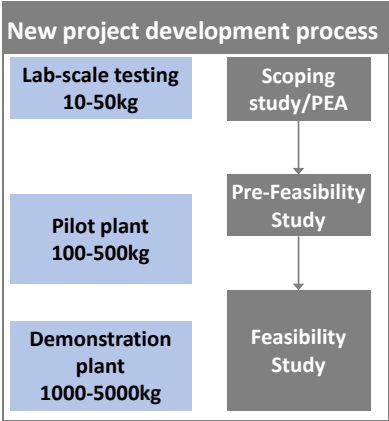 New project development process
Lab-scale testing
10-50kg
Scoping
study/PEA
Pre-Feasibility
Study
Pilot plant
100-500kg
Demonstration
plant
1000-5000kg
Feasibility
Study